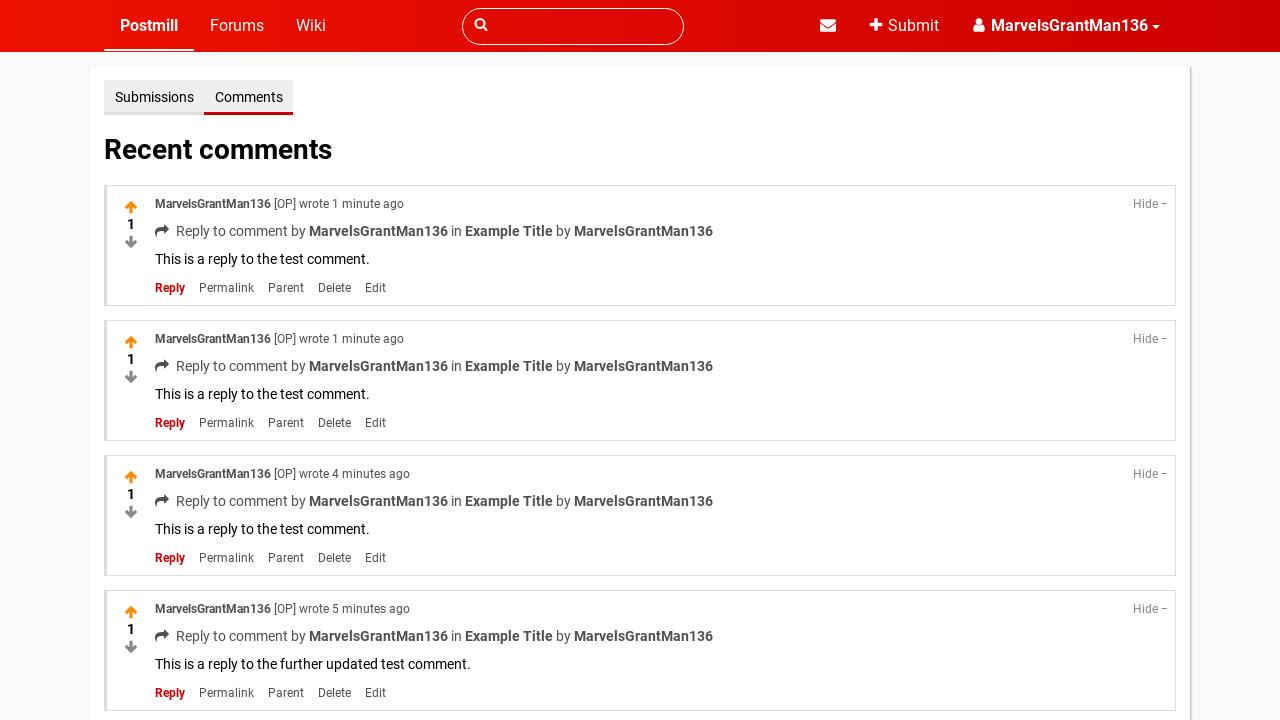 Postmill Forums Wiki Submit MarvelsGrantMan136
Submissions Comments
Recent comments
MarvelsGrantMan136 [OP] wrote 1 minute ago Hide −
1
Reply to comment by MarvelsGrantMan136 in Example Title by MarvelsGrantMan136
This is a reply to the test comment.
Reply Permalink Parent Delete Edit
MarvelsGrantMan136 [OP] wrote 1 minute ago Hide −
1
Reply to comment by MarvelsGrantMan136 in Example Title by MarvelsGrantMan136
This is a reply to the test comment.
Reply Permalink Parent Delete Edit
MarvelsGrantMan136 [OP] wrote 4 minutes ago Hide −
1
Reply to comment by MarvelsGrantMan136 in Example Title by MarvelsGrantMan136
This is a reply to the test comment.
Reply Permalink Parent Delete Edit
MarvelsGrantMan136 [OP] wrote 5 minutes ago Hide −
1
Reply to comment by MarvelsGrantMan136 in Example Title by MarvelsGrantMan136
This is a reply to the further updated test comment.
Reply Permalink Parent Delete Edit